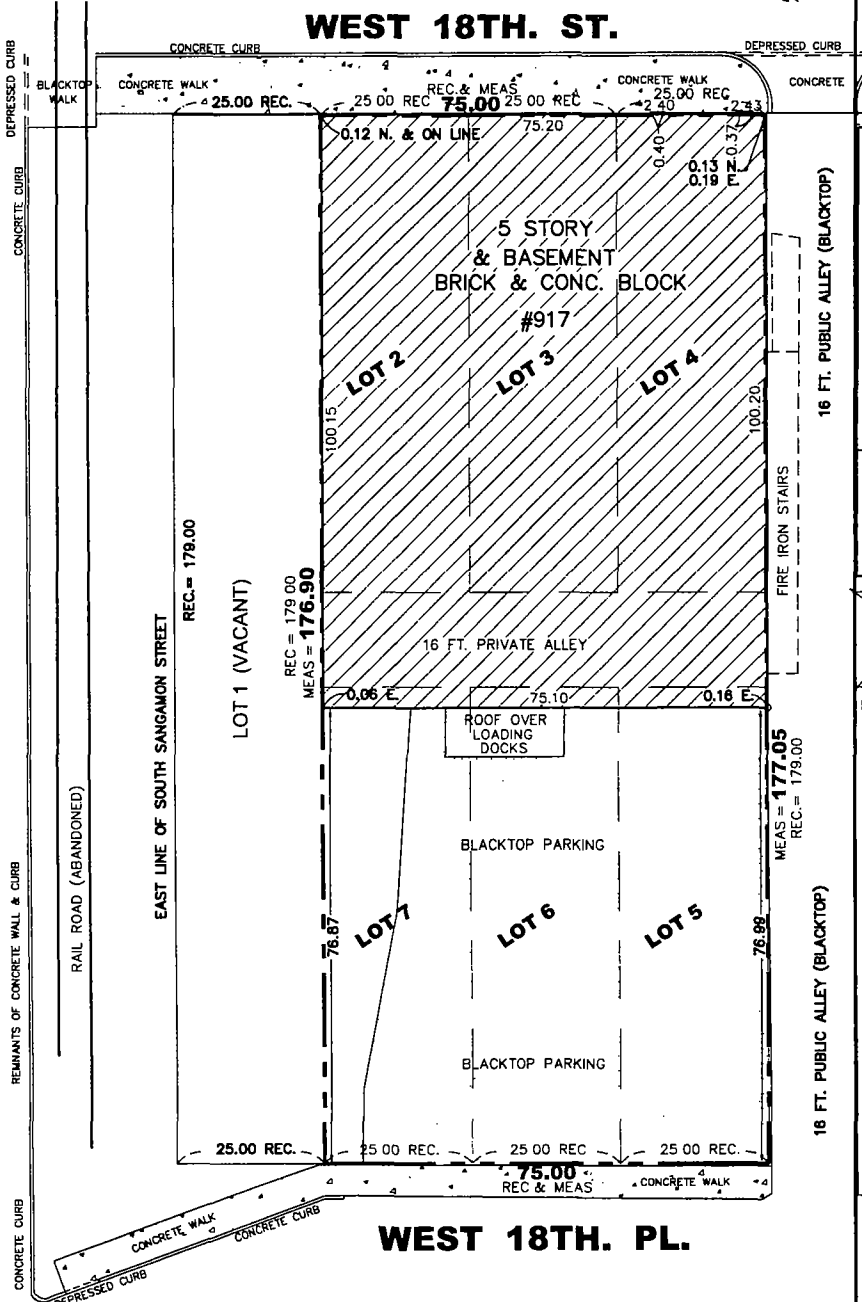 WEST 18TH. ST.
CONCRETE CURB
DEPRESSED CURB
DEPRESSED CURB
BLACKTOP
WALK
CONCRETE WALK
REC.& MEAS
CONCRETE WALK
CONCRETE
25.00 REC.
25 00 REC
75.00
25 00 REC
25.00 REC
2.40
2.43
0.12 N. & ON LINE
75.20
0.40
0.37
0.13 N.
0.19 E.
CONCRETE CURB
5 STORY
& BASEMENT
BRICK & CONC. BLOCK
#917
16 FT. PUBLIC ALLEY (BLACKTOP)
LOT 2
LOT 3
LOT 4
100 15
100.20
FIRE IRON STAIRS
REC.= 179.00
EAST LINE OF SOUTH SANGAMON STREET
LOT 1 (VACANT)
REC = 179 00
MEAS = 176.90
16 FT. PRIVATE ALLEY
0.06 E.
75.10
0.16 E.
ROOF OVER
LOADING
DOCKS
MEAS = 177.05
REC.= 179.00
RAIL ROAD (ABANDONED)
REMNANTS OF CONCRETE WALL & CURB
BLACKTOP PARKING
LOT 7
LOT 6
LOT 5
76.87
76.99
BLACKTOP PARKING
16 FT. PUBLIC ALLEY (BLACKTOP)
25.00 REC.
25 00 REC.
25 00 REC
25.00 REC.
75.00
REC & MEAS
CONCRETE WALK
CONCRETE WALK
CONCRETE CURB
CONCRETE CURB
DEPRESSED CURB
WEST 18TH. PL.